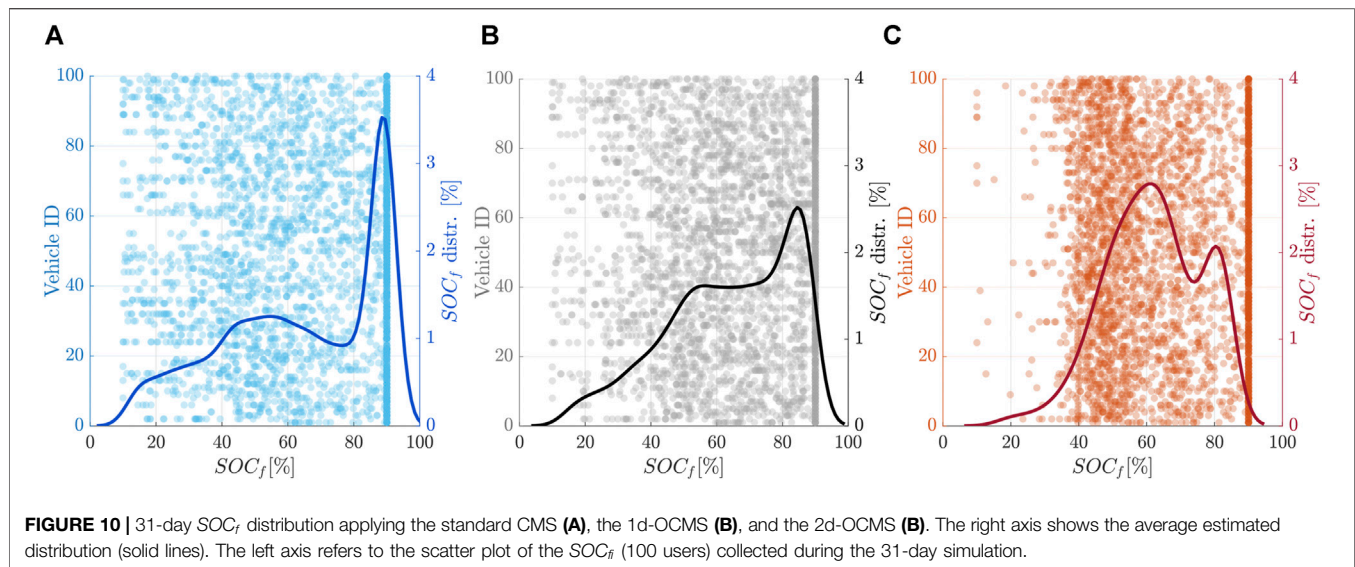 A
B
C
100
80
60
40
20
0
Vehicle ID
4
3
2
1
0
SOC_f distr. [%]
0 20 40 60 80 100
SOC_f[%]
100
80
60
40
20
0
Vehicle ID
4
3
2
1
0
SOC_f distr. [%]
0 20 40 60 80 100
SOC_f[%]
100
80
60
40
20
0
Vehicle ID
4
3
2
1
0
SOC_f distr. [%]
0 20 40 60 80
SOC_f[%]
FIGURE 10 | 31-day SOC_f distribution applying the standard CMS (A), the 1d-OCMS (B), and the 2d-OCMS (B). The right axis shows the average estimated
distribution (solid lines). The left axis refers to the scatter plot of the SOC_fi (100 users) collected during the 31-day simulation.